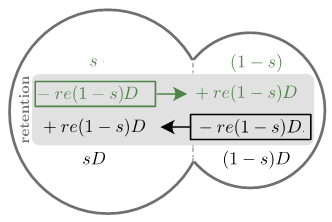 s (1 − s)
retention
− re(1 − s)D + re(1 − s)D
+ re(1 − s)D − re(1 − s)D
sD (1 − s)D